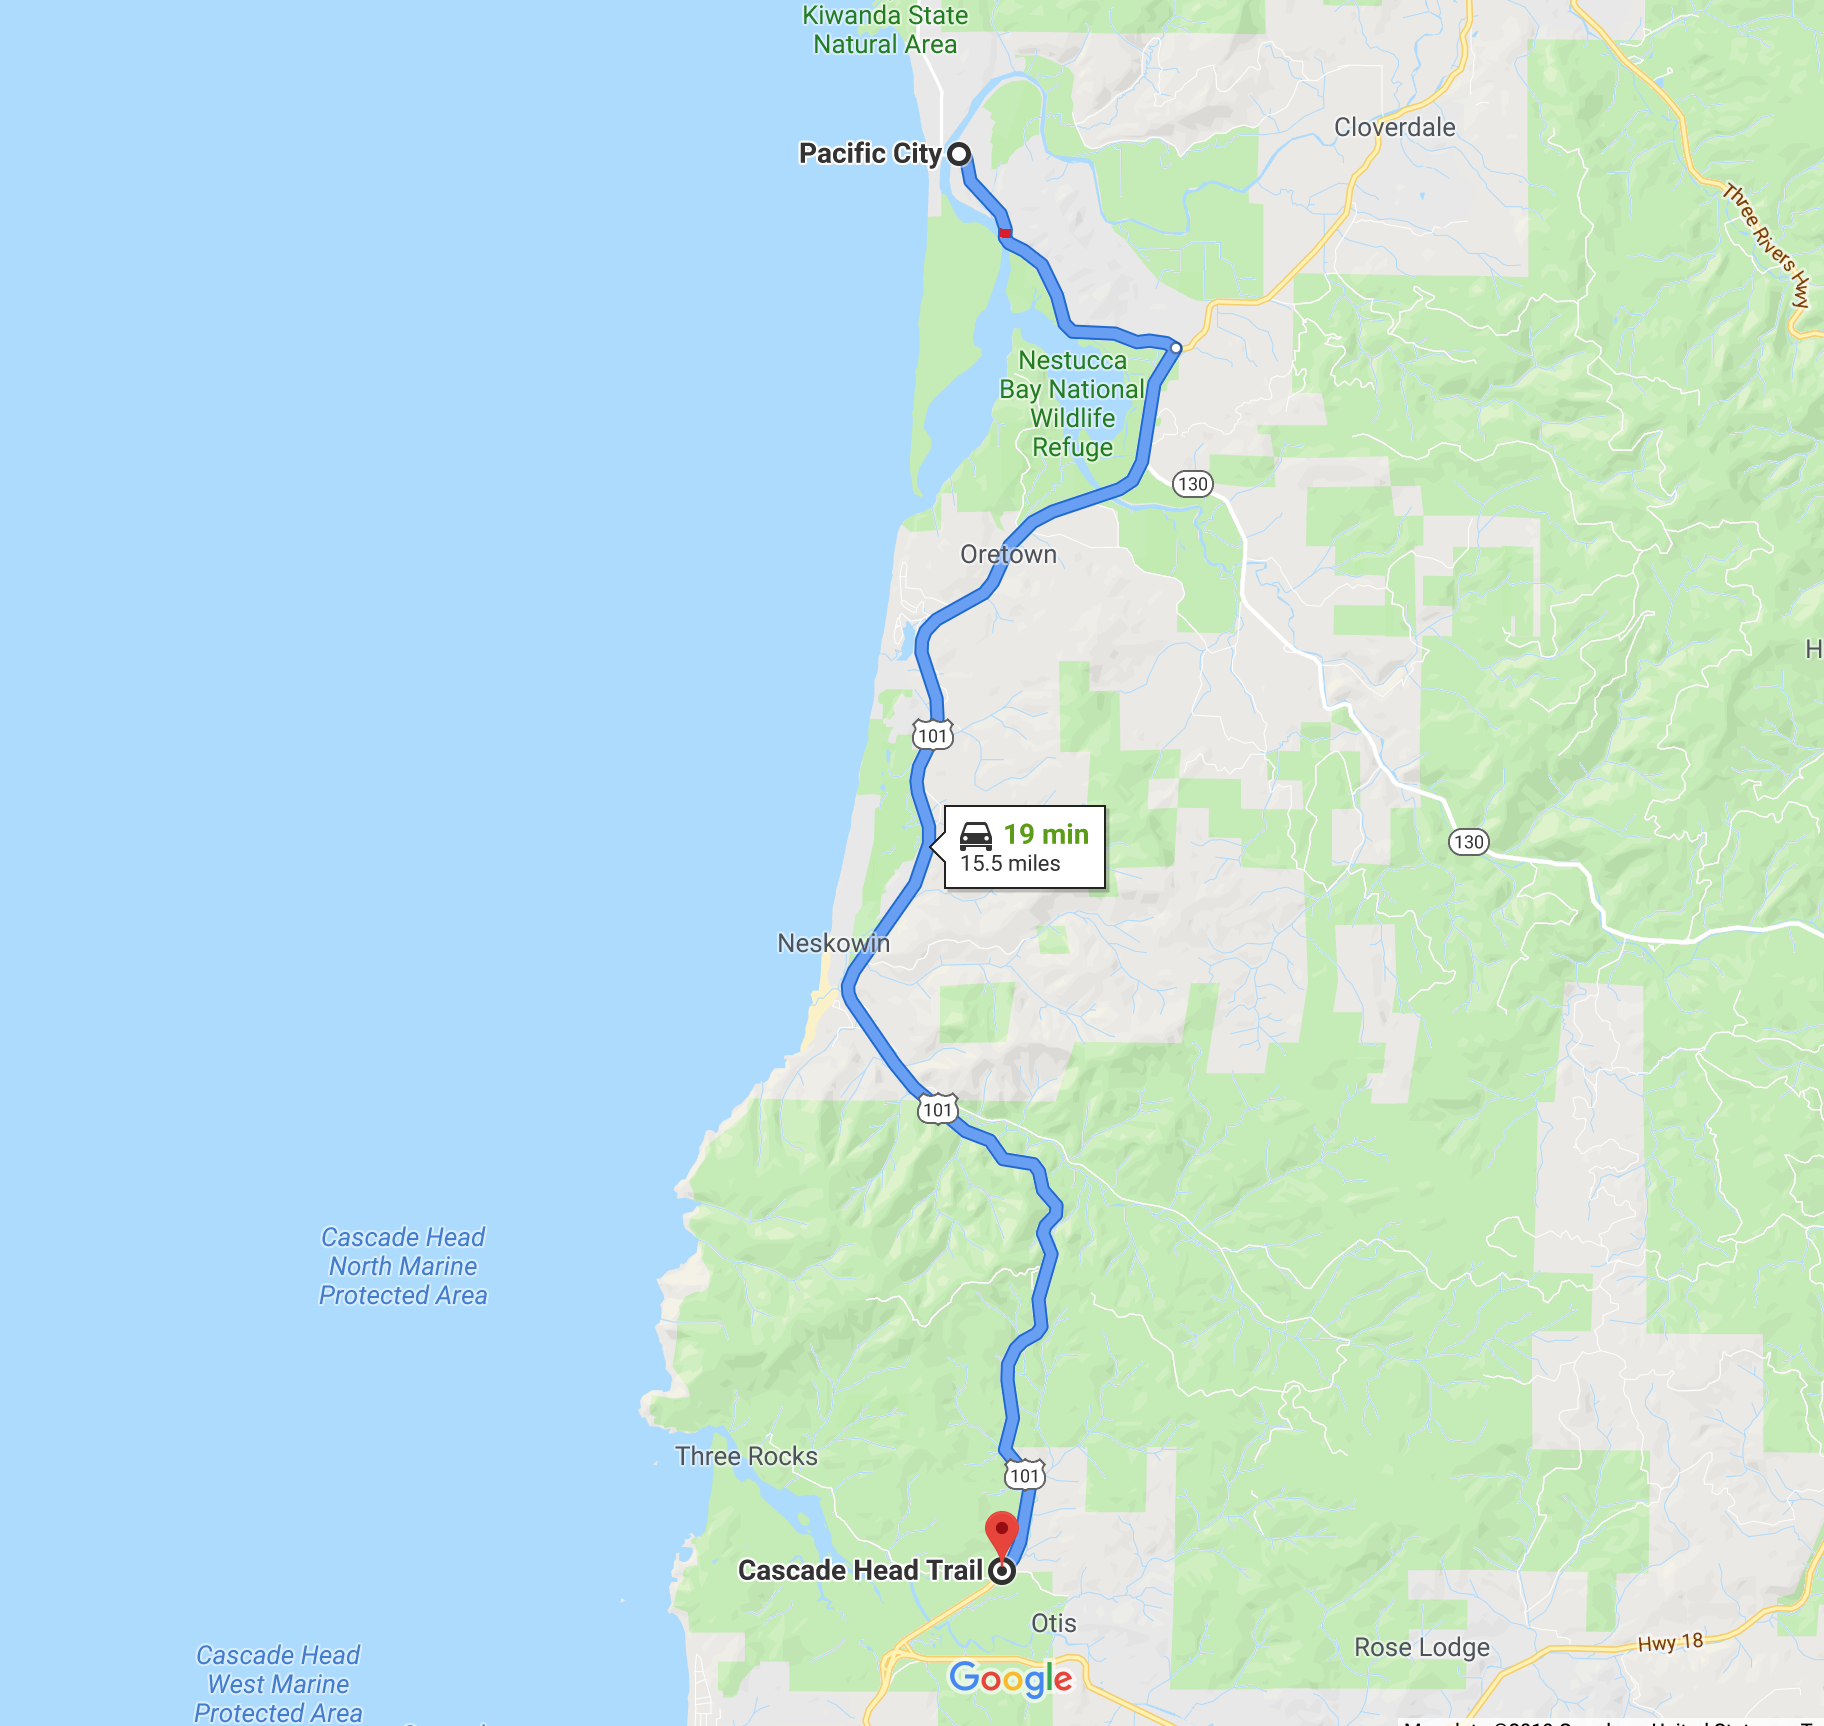 Kiwanda State
Natural Area
Cloverdale
Pacific City
Three Rivers Hwy
Nestucca
Bay National
Wildlife
Refuge
130
Oretown
H
101
19 min
15.5 miles
130
Neskowin
101
Cascade Head
North Marine
Protected Area
Three Rocks
101
Cascade Head Trail
Otis
Rose Lodge
Hwy 18
Cascade Head
West Marine
Protected Area
Google